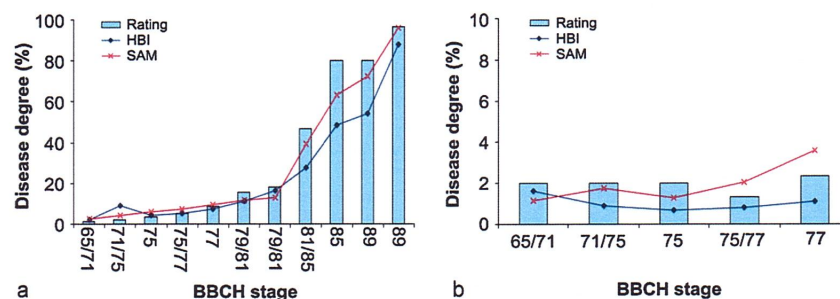 Disease degree (%)
100
80
60
40
20
0
Rating
HBI
SAM
65/71
71/75
75
75/77
77
79/81
79/81
81/85
85
89
89
BBCH stage
a
Disease degree (%)
10
8
6
4
2
0
Rating
HBI
SAM
65/71
71/75
75
75/77
77
BBCH stage
b